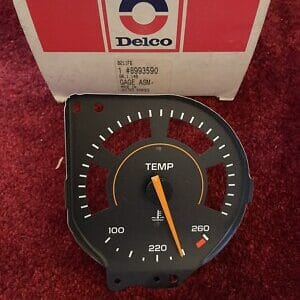 Delco
1 #8993590
GAGE ASM-
TEMP
100
220
260